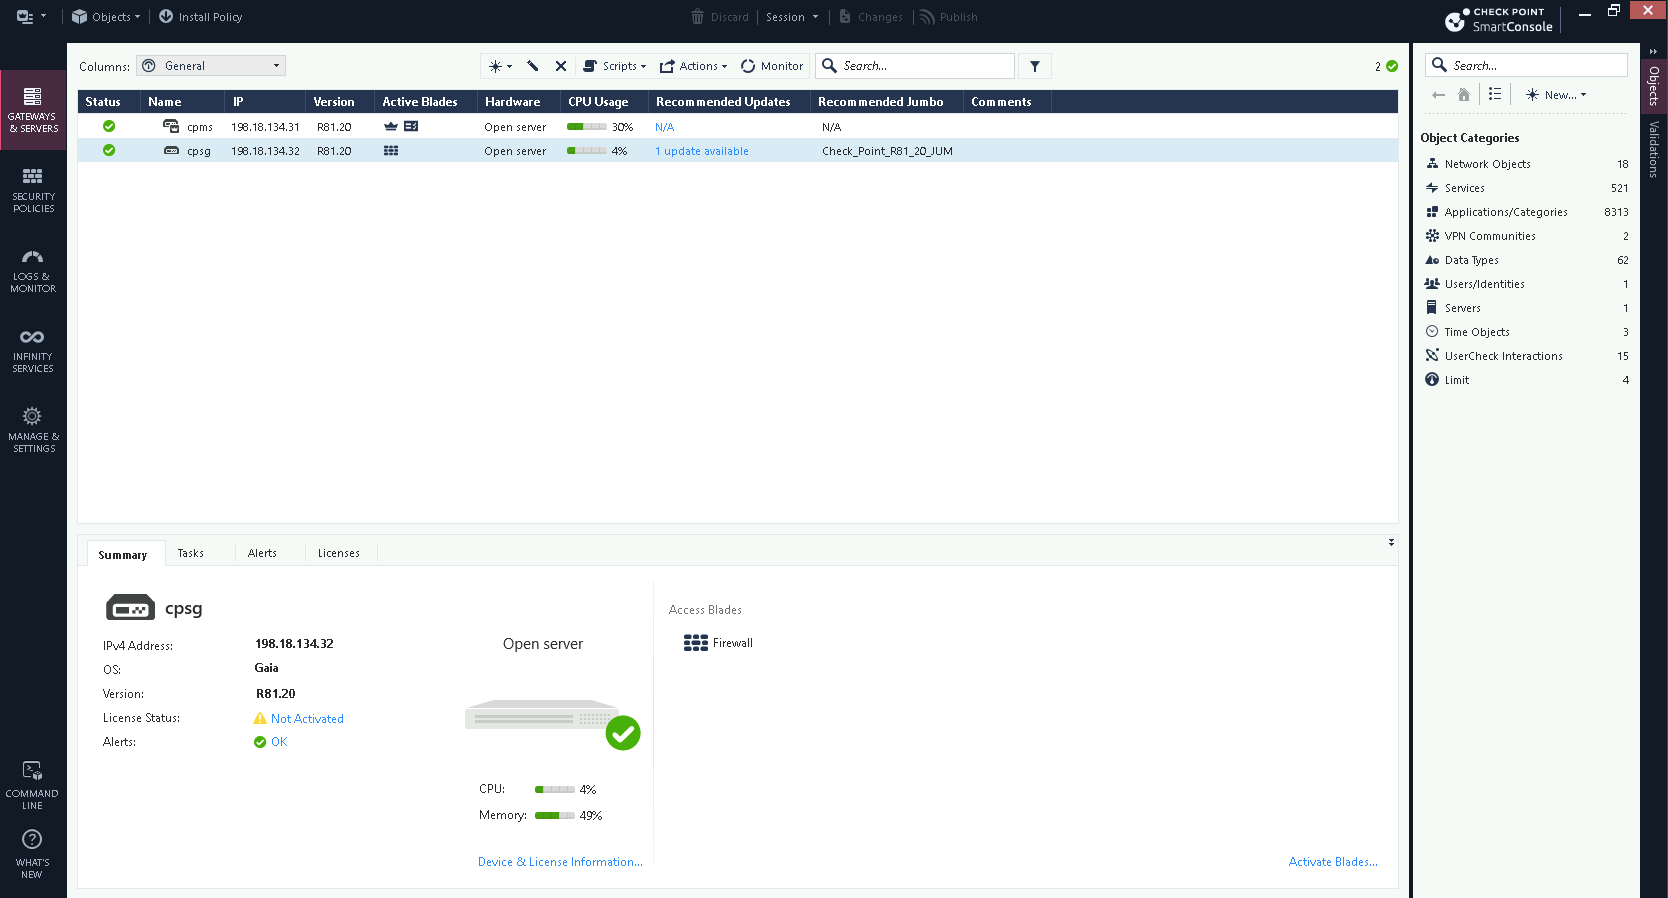 Objects
Install Policy
Discard
Session
Changes
Publish
CHECK POINT
SmartConsole
GATEWAYS
& SERVERS
SECURITY
POLICIES
LOGS &
MONITOR
INFINITY
SERVICES
MANAGE &
SETTINGS
COMMAND
LINE
WHAT'S
NEW
Columns: General
Scripts
Actions
Monitor
Search...
2
Status Name IP Version Active Blades Hardware CPU Usage Recommended Updates Recommended Jumbo Comments
cpms 198.18.134.31 R81.20 Open server 30% N/A N/A
cpsg 198.18.134.32 R81.20 Open server 4% 1 update available Check_Point_R81_20_JUM
Summary Tasks Alerts Licenses
cpsg
IPv4 Address: 198.18.134.32
OS: Gaia
Version: R81.20
License Status: Not Activated
Alerts: OK
Open server
CPU: 4%
Memory: 49%
Device & License Information...
Access Blades
Firewall
Activate Blades...
Search...
New...
Object Categories
Network Objects 18
Services 521
Applications/Categories 8313
VPN Communities 2
Data Types 62
Users/Identities 1
Servers 1
Time Objects 3
UserCheck Interactions 15
Limit 4
Objects
Validations